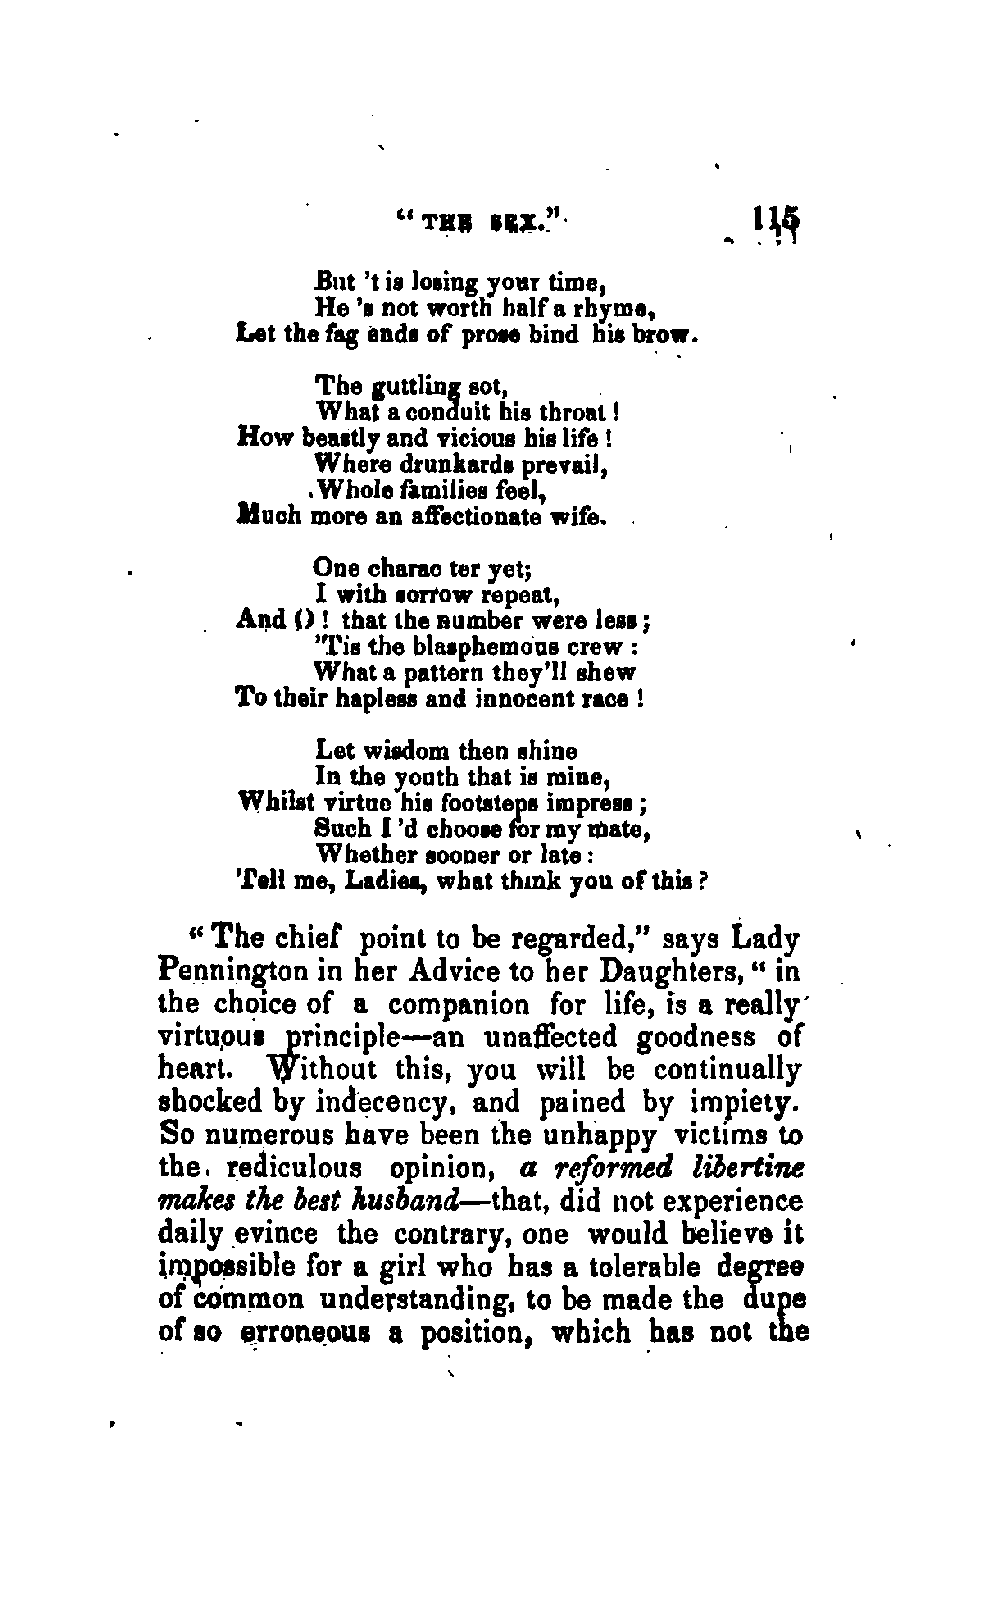 “ THE SEX.” 115
But ’t is losing your time,
He ’s not worth half a rhyme,
Let the fag ends of prose bind his brow.
The guttling sot,
What a conduit his throat !
How beastly and vicious his life !
Where drunkards prevail,
Whole families feel,
Much more an affectionate wife.
One charac ter yet;
I with sorrow repeat,
And O ! that the number were less ;
’Tis the blasphemous crew :
What a pattern they’ll shew
To their hapless and innocent race !
Let wisdom then shine
In the youth that is mine,
Whilst virtue his footsteps impress ;
Such I ’d choose for my mate,
Whether sooner or late :
Tell me, Ladies, what think you of this ?
“ The chief point to be regarded,” says Lady
Pennington in her Advice to her Daughters, “ in
the choice of a companion for life, is a really
virtuous principle—an unaffected goodness of
heart. Without this, you will be continually
shocked by indecency, and pained by impiety.
So numerous have been the unhappy victims to
the rediculous opinion, a reformed libertine
makes the best husband—that, did not experience
daily evince the contrary, one would believe it
impossible for a girl who has a tolerable degree
of common understanding, to be made the dupe
of so erroneous a position, which has not the